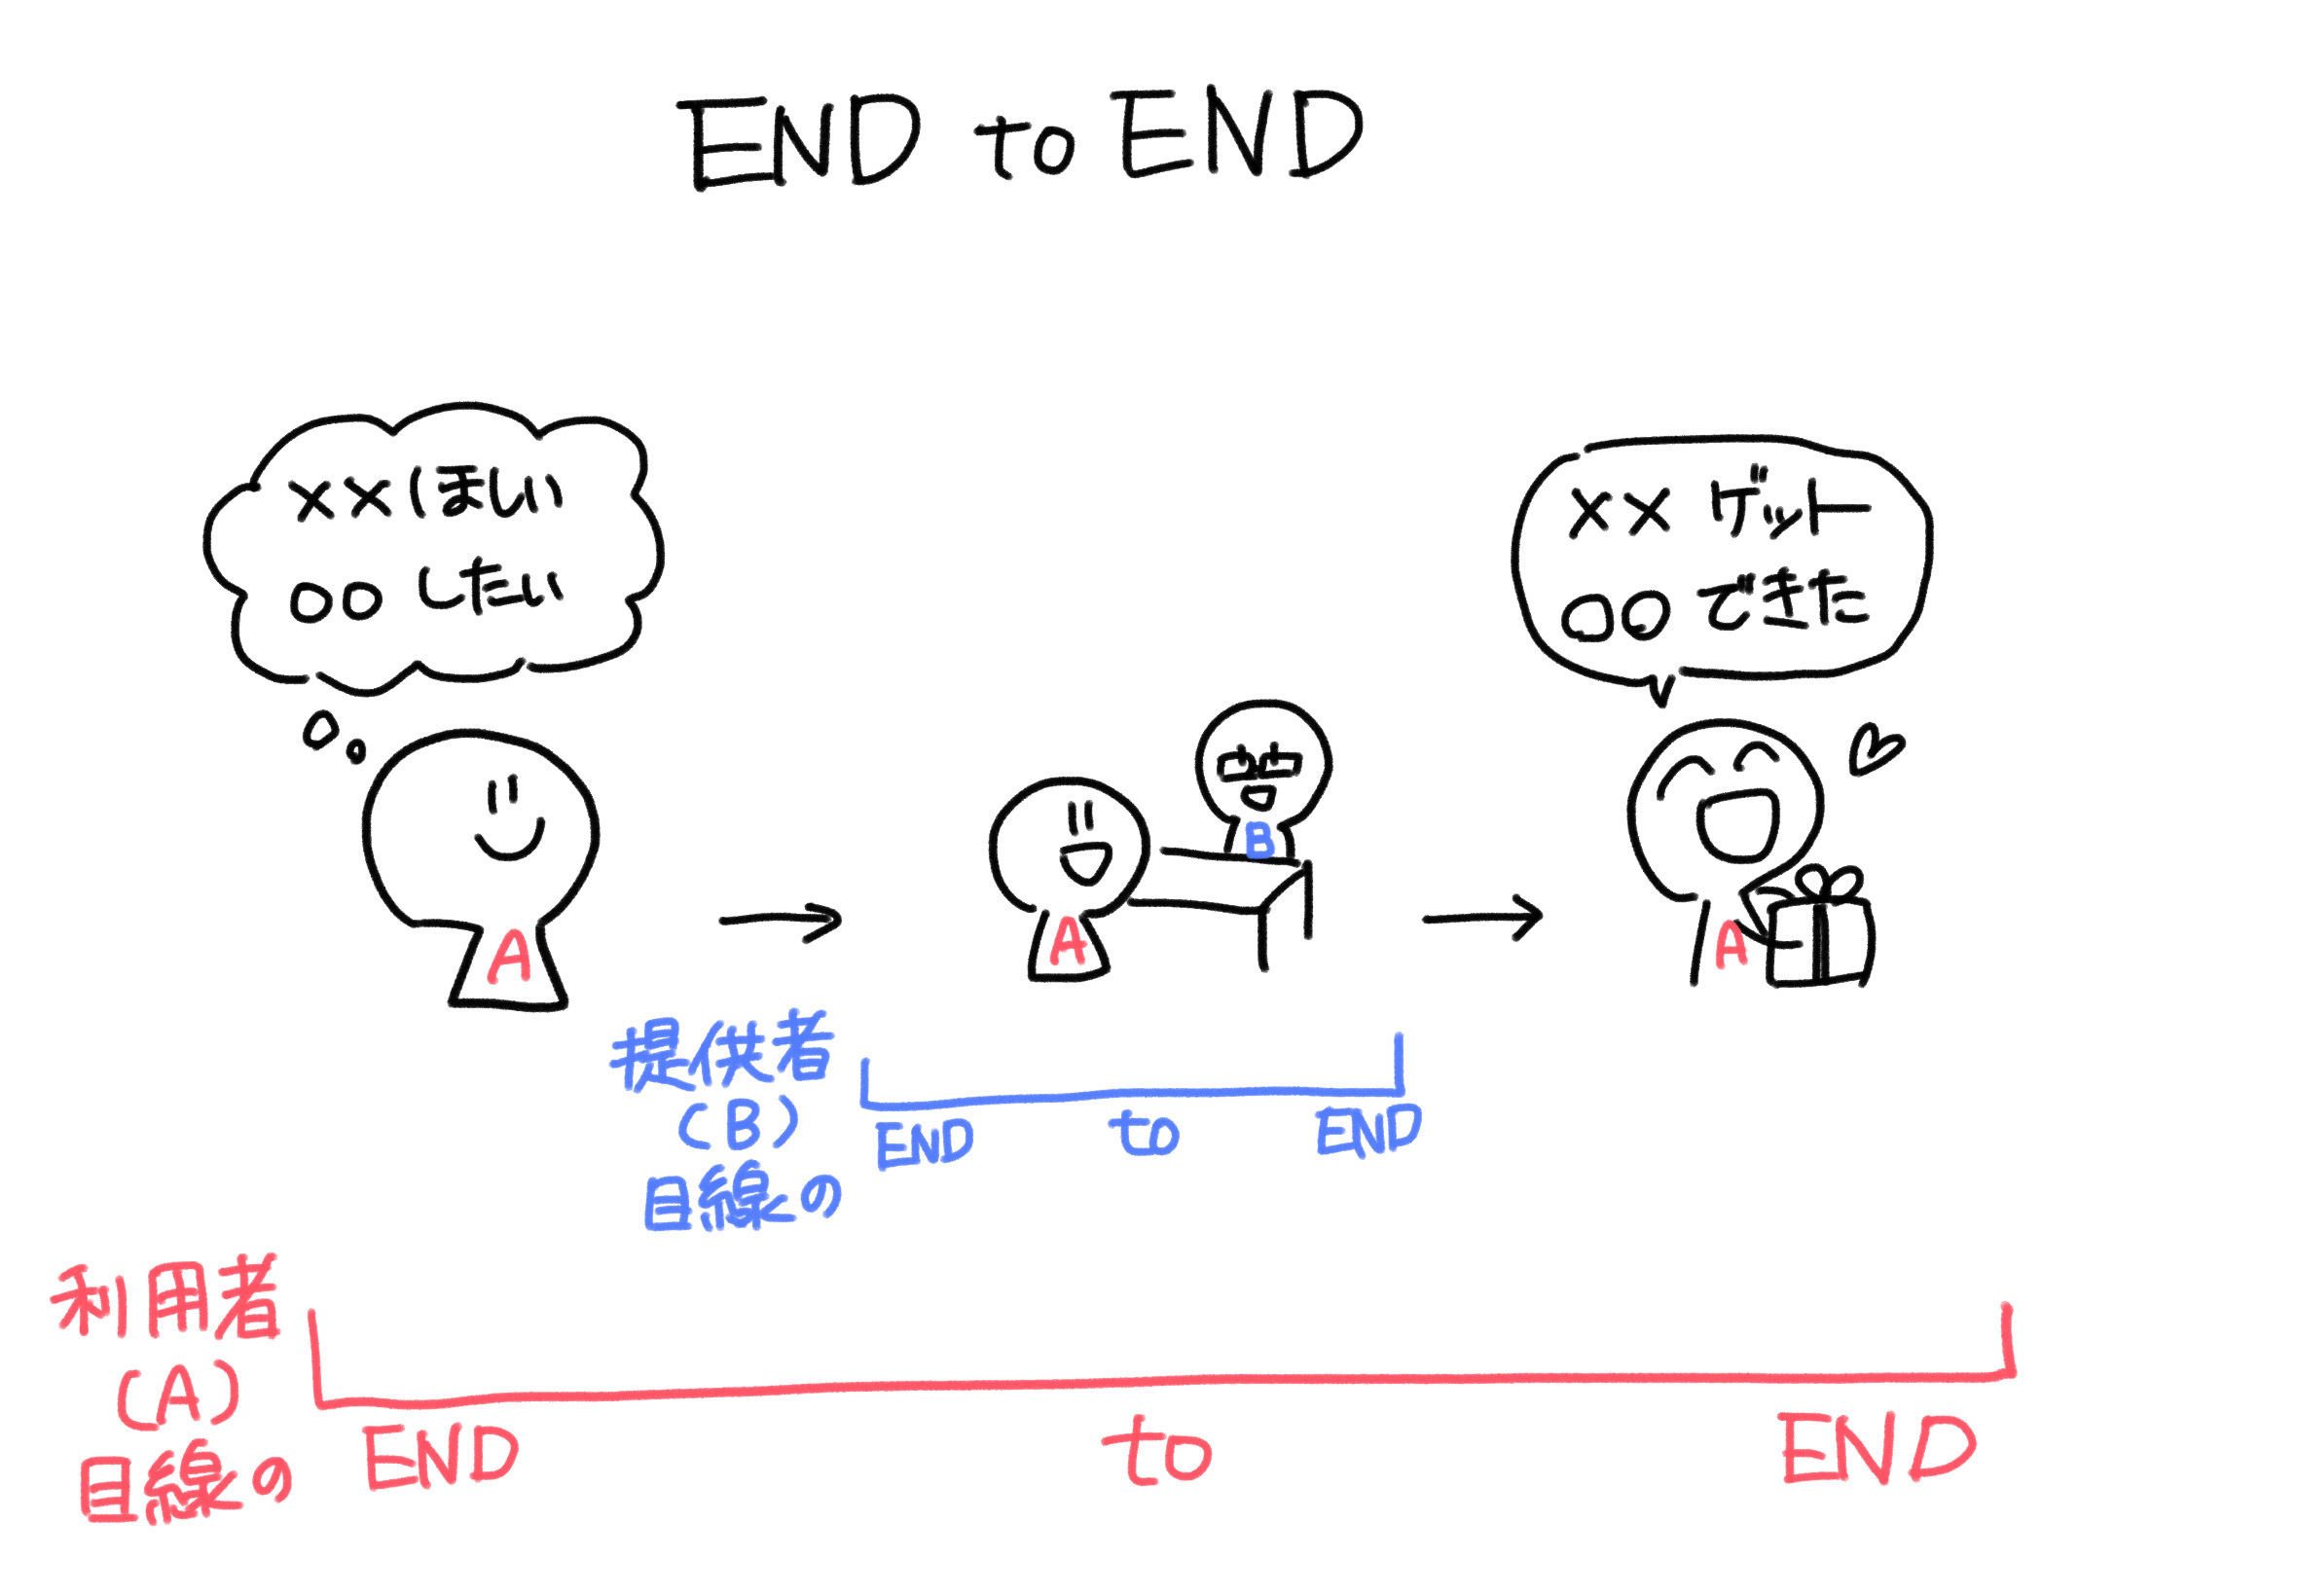 END to END
××ほしい
○○したい
××ゲット
○○できた
A
A
B
A
提供者
(B)
目線の
END to END
利用者
(A)
目線の
END to END